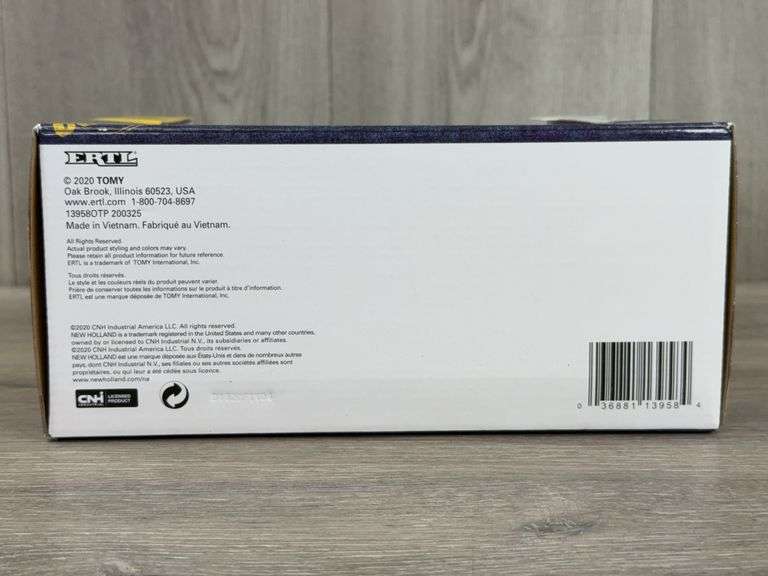 ERTL
© 2020 TOMY
Oak Brook, Illinois 60523, USA
www.ertl.com 1-800-704-8697
13958OTP 200325
Made in Vietnam. Fabriqué au Vietnam.
All Rights Reserved.
Actual product styling and colors may vary.
Please retain all product information for future reference.
ERTL is a trademark of TOMY International, Inc.
Tous droits réservés.
Le style et les couleurs réels du produit peuvent varier.
Prière de conserver toutes les informations sur le produit à titre d'information.
ERTL est une marque déposée de TOMY International, Inc.
©2020 CNH Industrial America LLC. All rights reserved.
NEW HOLLAND is a trademark registered in the United States and many other countries,
owned by or licensed to CNH Industrial N.V., its subsidiaries or affiliates.
©2020 CNH Industrial America LLC. Tous droits réservés.
NEW HOLLAND est une marque déposée aux États-Unis et dans de nombreux autres
pays, dont CNH Industrial N.V., ses filiales ou ses autres sociétés affiliées sont
propriétaires, ou qui leur a été cédée sous licence.
www.newholland.com/na
CNH
INDUSTRIAL
LICENSED
PRODUCT
0 36881 13958 4